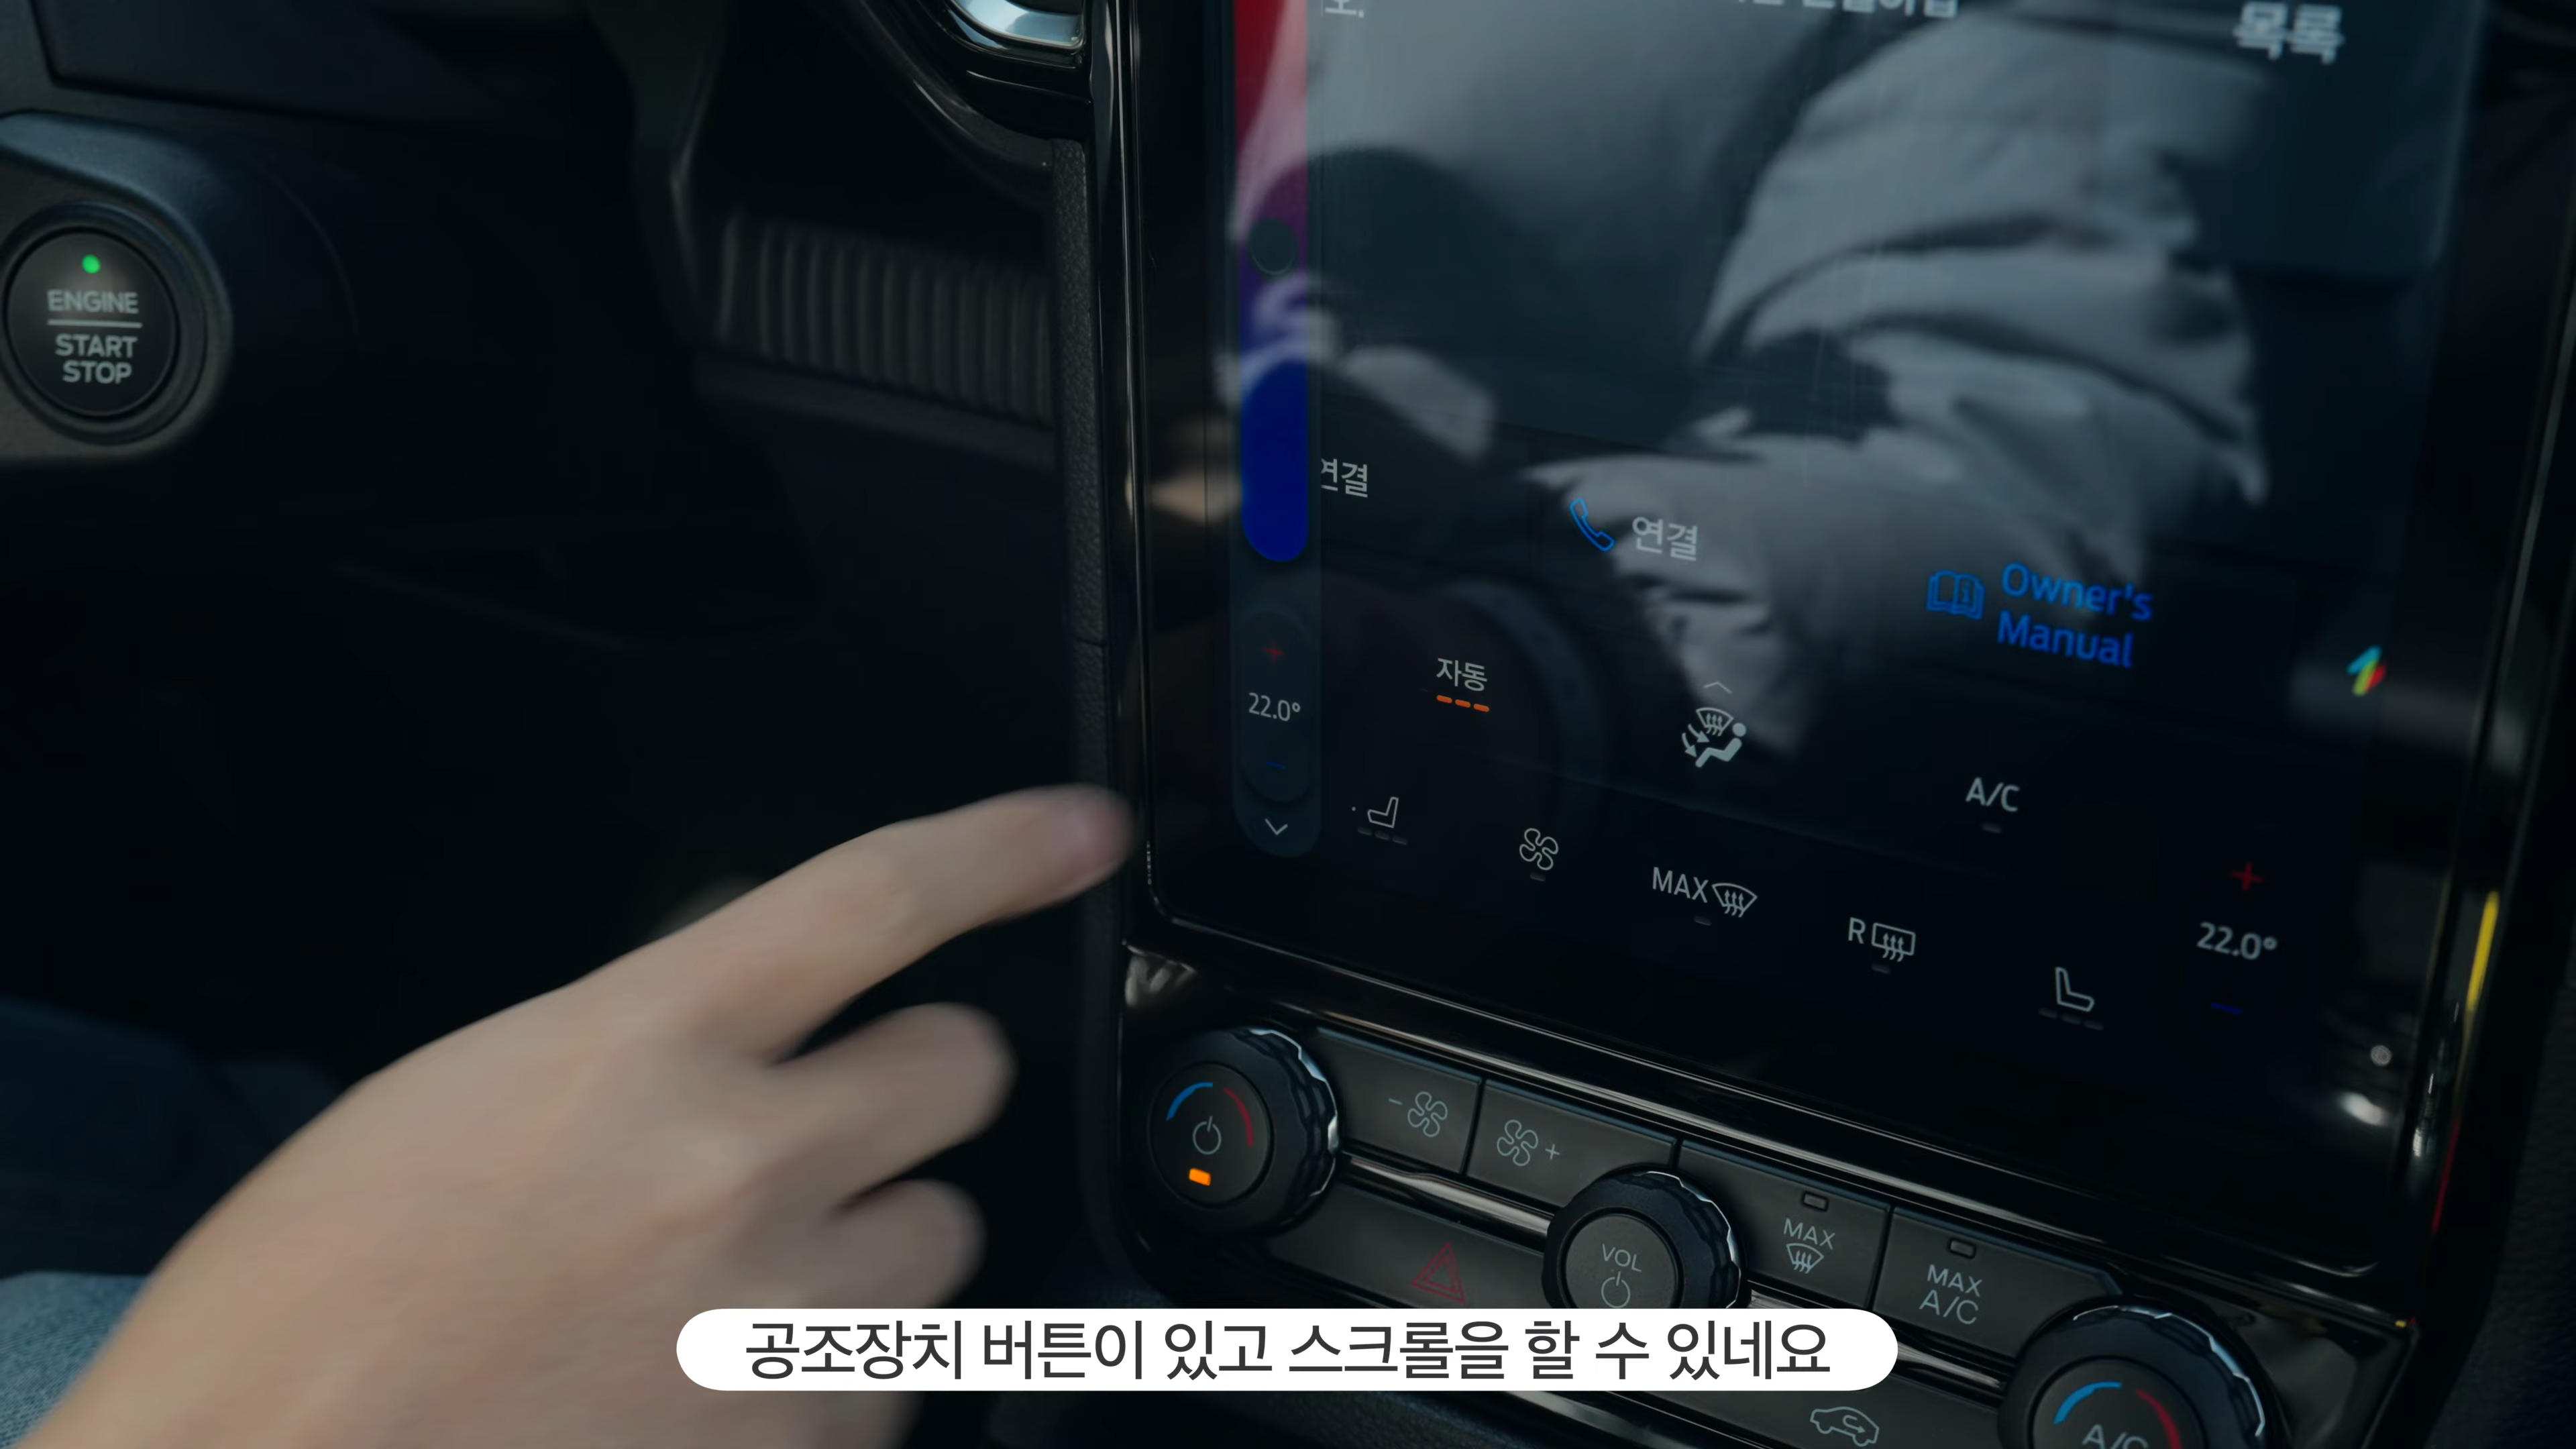 목록
ENGINE
START
STOP
연결
연결
Owner's
Manual
자동
22.0°
A/C
MAX
R
22.0°
MAX
VOL
MAX
A/C
A/C
공조장치 버튼이 있고 스크롤을 할 수 있네요